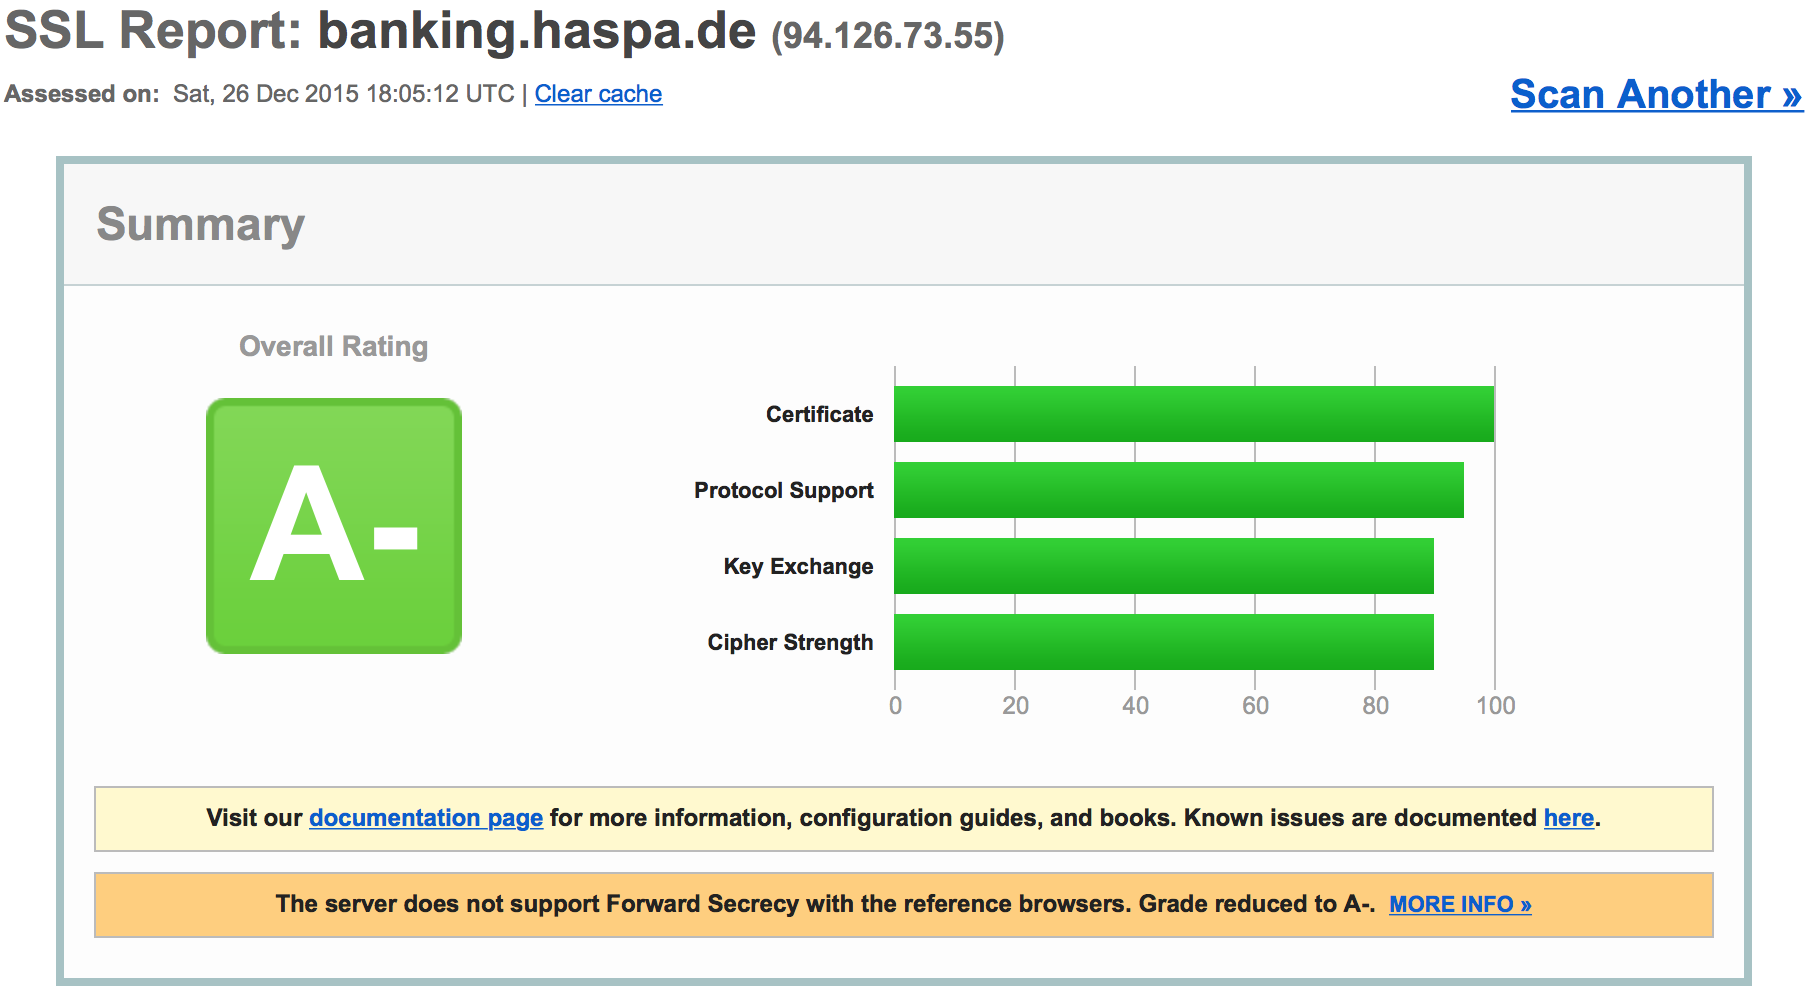 SSL Report: banking.haspa.de (94.126.73.55)
Assessed on: Sat, 26 Dec 2015 18:05:12 UTC | Clear cache
Scan Another »
Summary
Overall Rating
A-
Certificate
Protocol Support
Key Exchange
Cipher Strength
0 20 40 60 80 100
Visit our documentation page for more information, configuration guides, and books. Known issues are documented here.
The server does not support Forward Secrecy with the reference browsers. Grade reduced to A-. MORE INFO »